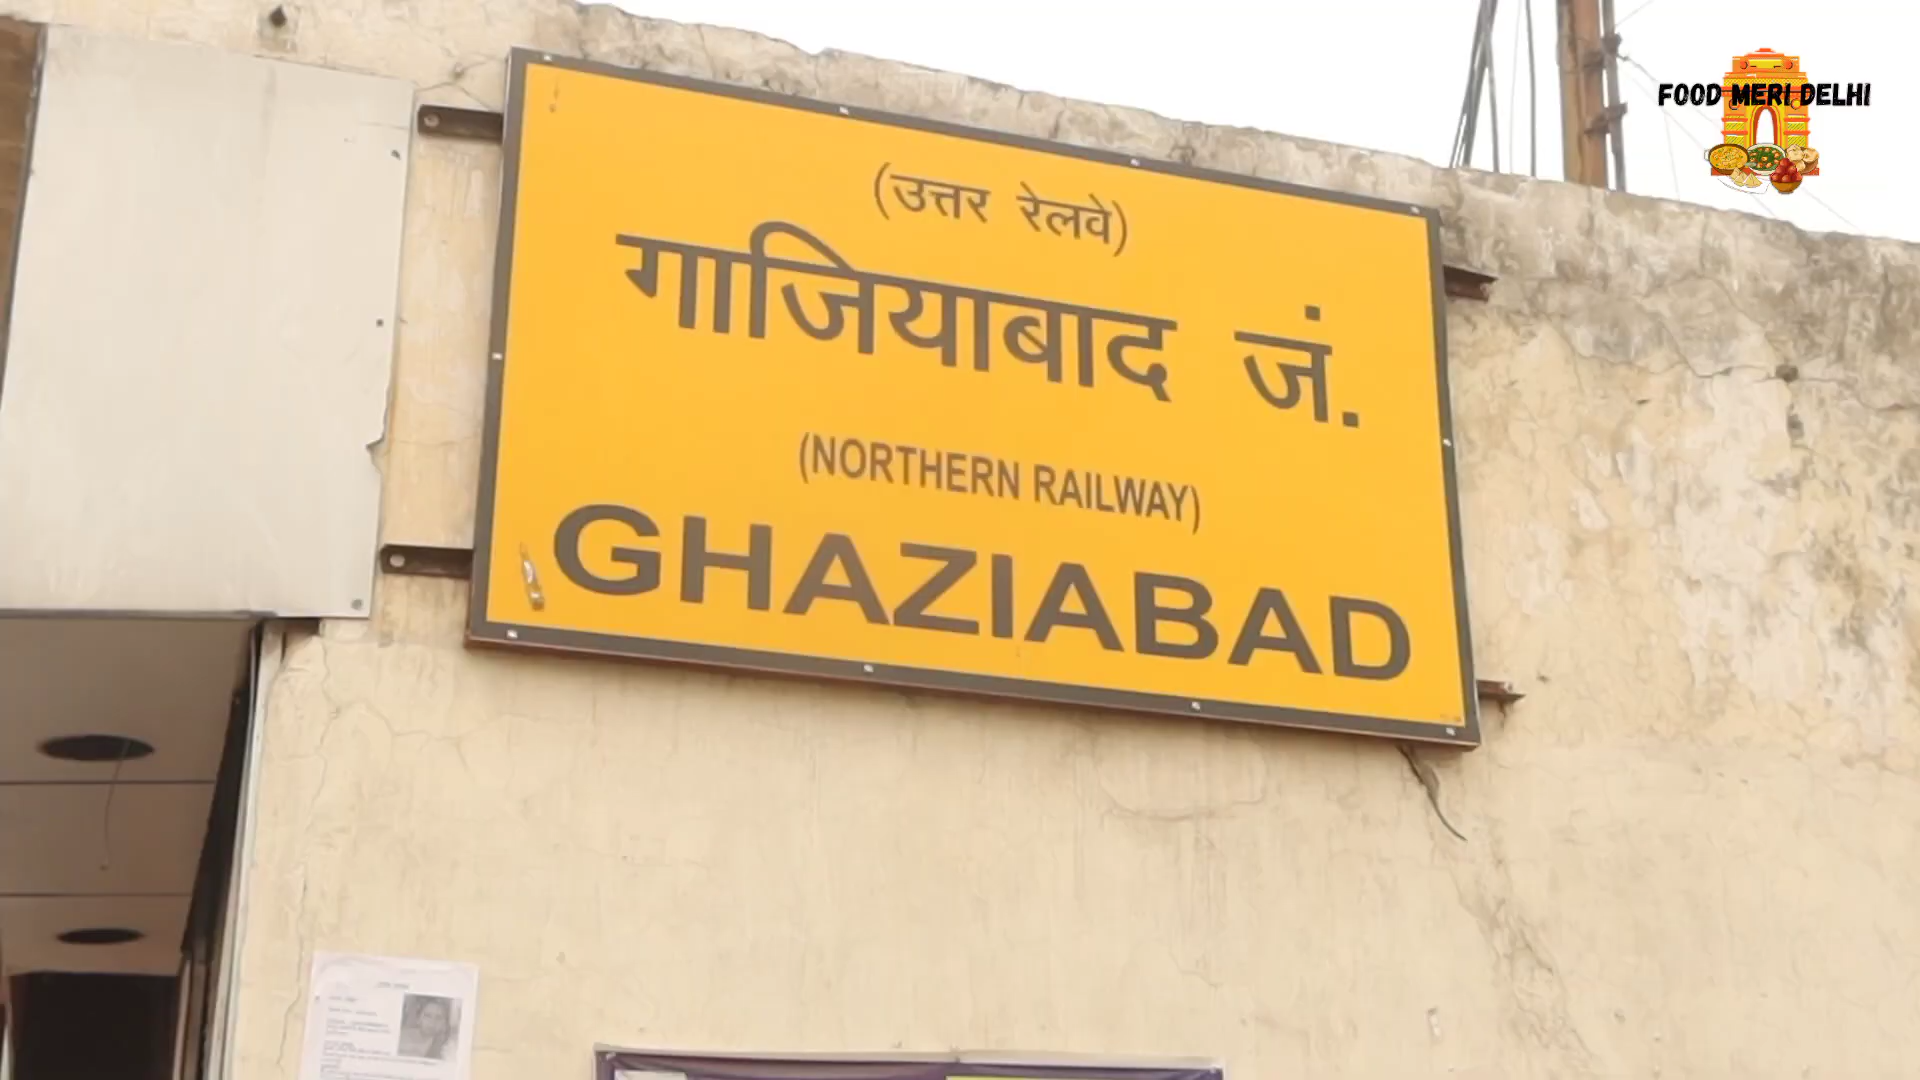 FOOD MERI DELHI
(उत्तर रेलवे)
गाजियाबाद जं.
(NORTHERN RAILWAY)
GHAZIABAD